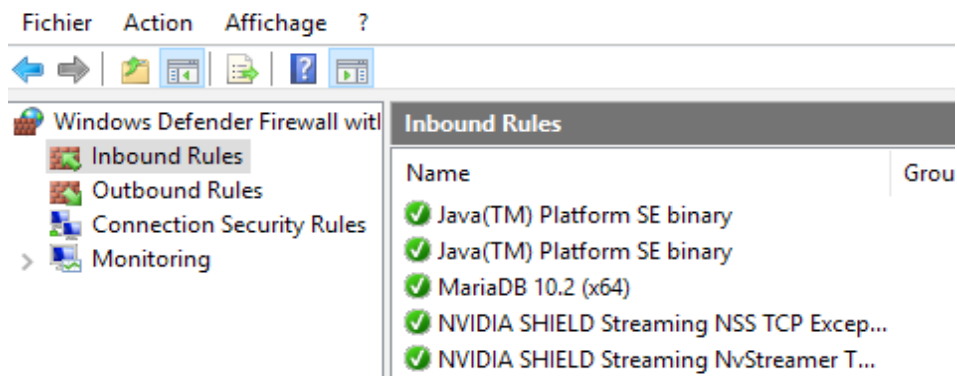 Fichier Action Affichage ?
Windows Defender Firewall witl
Inbound Rules
Outbound Rules
Connection Security Rules
Monitoring
Inbound Rules
Name Grou
Java(TM) Platform SE binary
Java(TM) Platform SE binary
MariaDB 10.2 (x64)
NVIDIA SHIELD Streaming NSS TCP Excep...
NVIDIA SHIELD Streaming NvStreamer T...